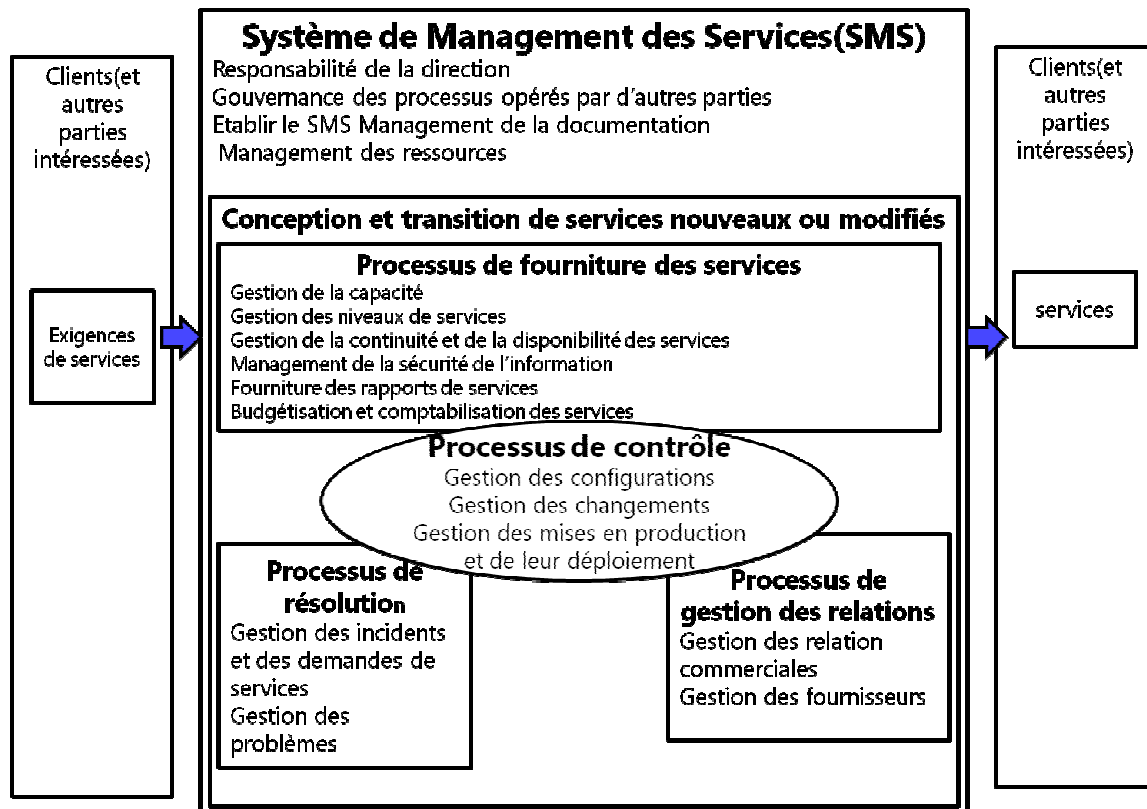 Système de Management des Services(SMS)
Responsabilité de la direction
Gouvernance des processus opérés par d'autres parties
Etablir le SMS Management de la documentation
Management des ressources
Clients(et
autres
parties
intéressées)
Exigences
de services
Conception et transition de services nouveaux ou modifiés
Processus de fourniture des services
Gestion de la capacité
Gestion des niveaux de services
Gestion de la continuité et de la disponibilité des services
Management de la sécurité de l'information
Fourniture des rapports de services
Budgétisation et comptabilisation des services
Processus de contrôle
Gestion des configurations
Gestion des changements
Gestion des mises en production
et de leur déploiement
Processus de
résolution
Gestion des incidents
et des demandes de
services
Gestion des
problèmes
Processus de
gestion des relations
Gestion des relation
commerciales
Gestion des fournisseurs
Clients(et
autres
parties
intéressées)
services